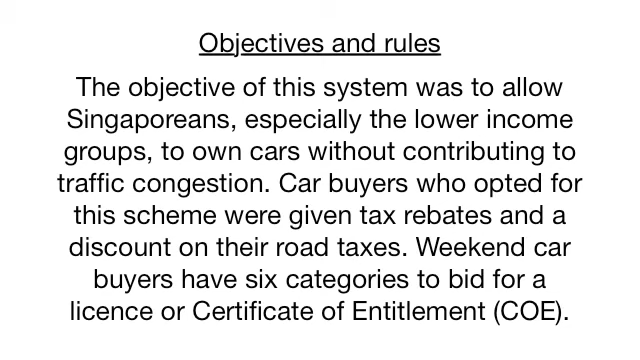 Objectives and rules
The objective of this system was to allow
Singaporeans, especially the lower income
groups, to own cars without contributing to
traffic congestion. Car buyers who opted for
this scheme were given tax rebates and a
discount on their road taxes. Weekend car
buyers have six categories to bid for a
licence or Certificate of Entitlement (COE).